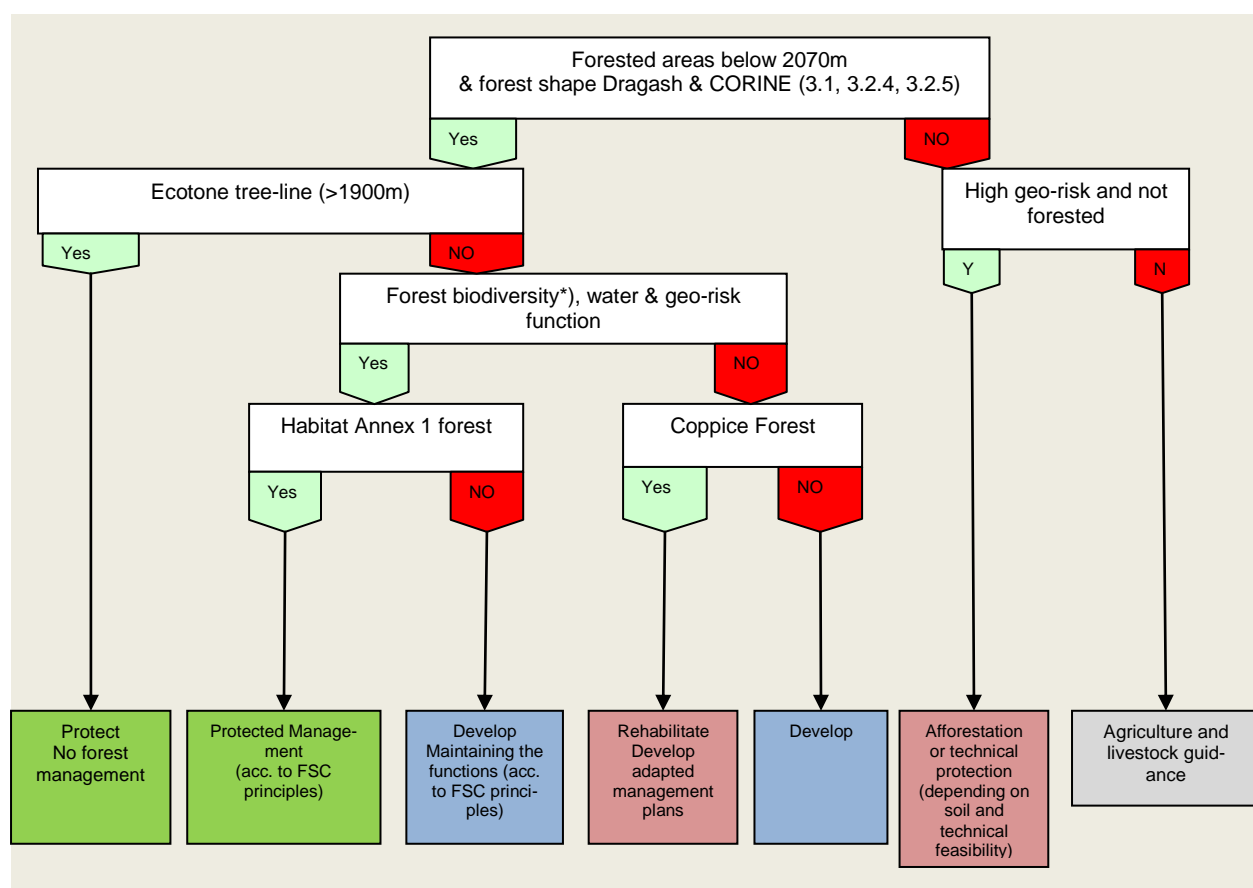 Forested areas below 2070m
& forest shape Dragash & CORINE (3.1, 3.2.4, 3.2.5)
Yes
NO
Ecotone tree-line (>1900m)
High geo-risk and not
forested
Yes
NO
Y
N
Forest biodiversity*), water & geo-risk
function
Yes
NO
Habitat Annex 1 forest
Coppice Forest
Yes
NO
Yes
NO
Protect
No forest
management
Protected Manage-
ment
(acc. to FSC
principles)
Develop
Maintaining the
functions (acc.
to FSC princi-
ples)
Rehabilitate
Develop
adapted
management
plans
Develop
Afforestation
or technical
protection
(depending on
soil and
technical
feasibility)
Agriculture and
livestock guid-
ance